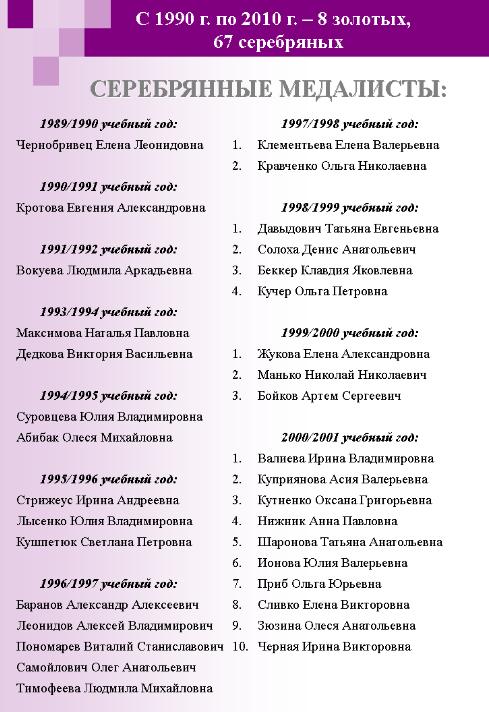 С 1990 г. по 2010 г. – 8 золотых,
67 серебряных
СЕРЕБРЯННЫЕ МЕДАЛИСТЫ:
1989/1990 учебный год:
Чернобривец Елена Леонидовна
1990/1991 учебный год:
Кротова Евгения Александровна
1991/1992 учебный год:
Вокуева Людмила Аркадьевна
1993/1994 учебный год:
Максимова Наталья Павловна
Дедкова Виктория Васильевна
1994/1995 учебный год:
Суровцева Юлия Владимировна
Абибак Олеся Михайловна
1995/1996 учебный год:
Стрижеус Ирина Андреевна
Лысенко Юлия Владимировна
Кушпетюк Светлана Петровна
1996/1997 учебный год:
Баранов Александр Алексеевич
Леонидов Алексей Владимирович
Пономарев Виталий Станиславович
Самойлович Олег Анатольевич
Тимофеева Людмила Михайловна
1997/1998 учебный год:
1. Клементьева Елена Валерьевна
2. Кравченко Ольга Николаевна
1998/1999 учебный год:
1. Давыдович Татьяна Евгеньевна
2. Солоха Денис Анатольевич
3. Беккер Клавдия Яковлевна
4. Кучер Ольга Петровна
1999/2000 учебный год:
1. Жукова Елена Александровна
2. Манько Николай Николаевич
3. Бойков Артем Сергеевич
2000/2001 учебный год:
1. Валиева Ирина Владимировна
2. Куприянова Асия Валерьевна
3. Кутненко Оксана Григорьевна
4. Нижник Анна Павловна
5. Шаронова Татьяна Анатольевна
6. Ионова Юлия Валерьевна
7. Приб Ольга Юрьевна
8. Сливко Елена Викторовна
9. Зюзина Олеся Анатольевна
10. Черная Ирина Викторовна